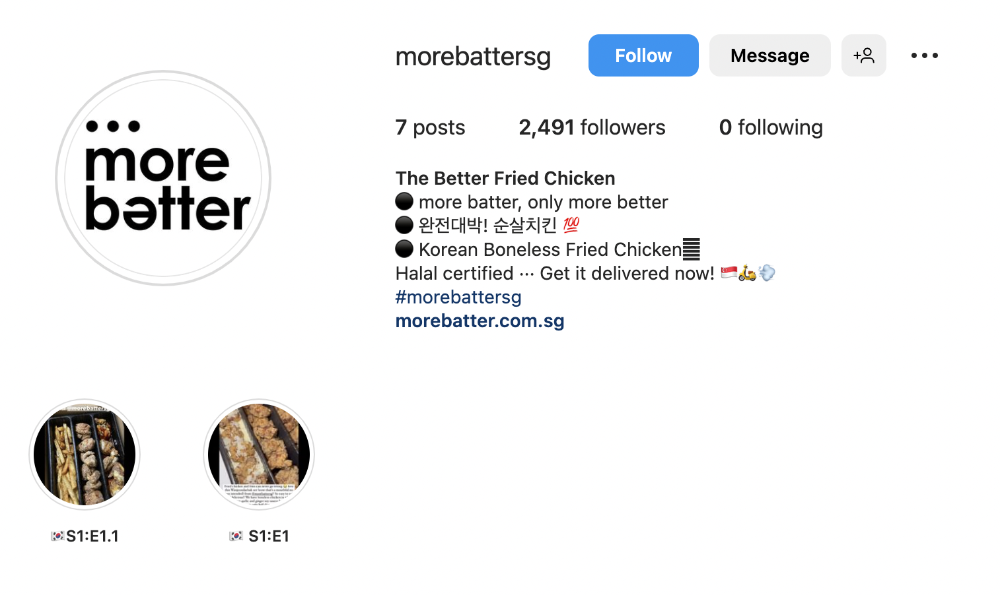 morebattersg
Follow
Message
7 posts
2,491 followers
0 following
more
bətter
The Better Fried Chicken
⚫ more batter, only more better
⚫ 완전대박! 순살치킨 💯
⚫ Korean Boneless Fried Chicken
Halal certified ··· Get it delivered now! 🇸🇬🛵💨
#morebattersg
morebatter.com.sg
@morebattersg
🇰🇷S1:E1.1
🇰🇷 S1:E1